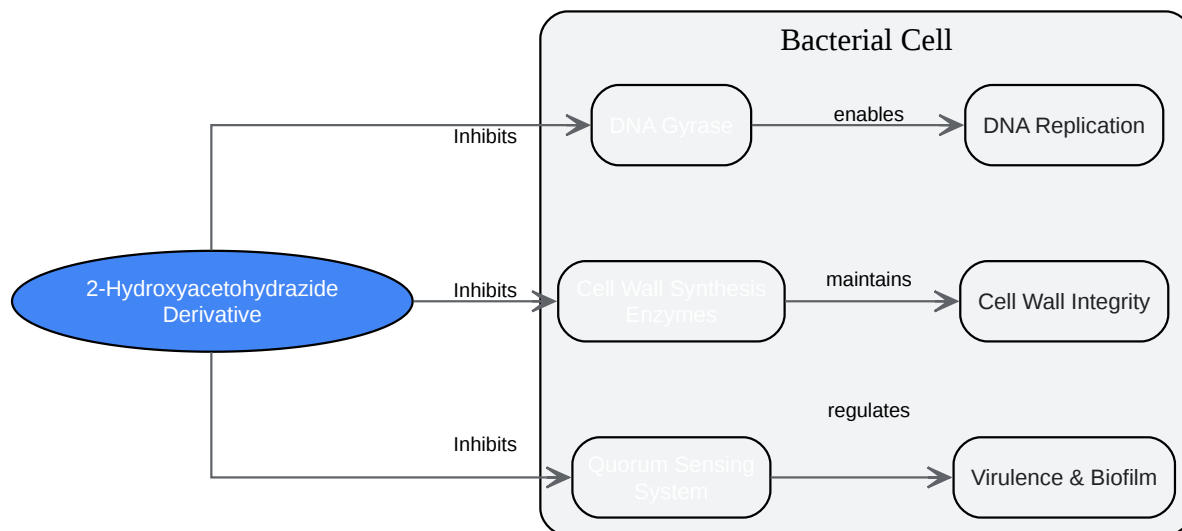 Bacterial Cell
Inhibits
DNA Gyrase
enables
DNA Replication
2-Hydroxyacetohydrazide
Derivative
Inhibits
Cell Wall Synthesis
Enzymes
maintains
Cell Wall Integrity
Inhibits
Quorum Sensing
System
regulates
Virulence & Biofilm